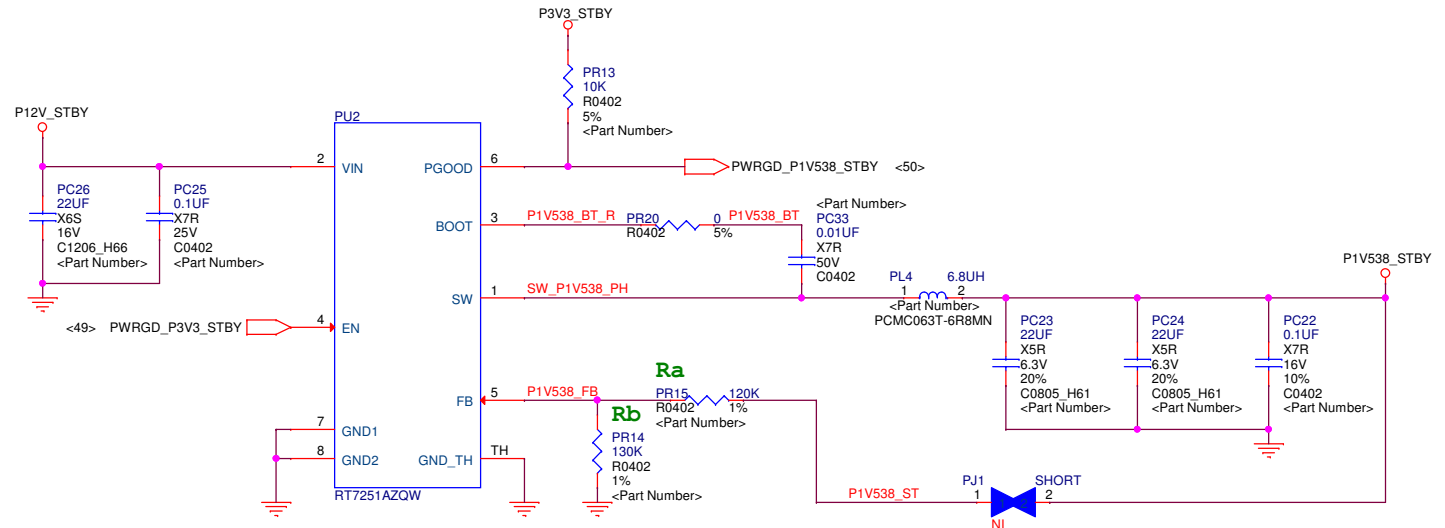 P3V3_STBY
PR13
10K
R0402
5%
<Part Number>
P12V_STBY
PU2
2
VIN
PGOOD
6
PWRGD_P1V538_STBY <50>
PC26
22UF
X6S
16V
C1206_H66
<Part Number>
PC25
0.1UF
X7R
25V
C0402
<Part Number>
BOOT
3
P1V538_BT_R
PR20
R0402
0
5%
P1V538_BT
<Part Number>
PC33
0.01UF
X7R
50V
C0402
SW
1
SW_P1V538_PH
PL4
6.8UH
1
2
<Part Number>
PCMC063T-6R8MN
P1V538_STBY
<49> PWRGD_P3V3_STBY
4
EN
PC23
22UF
X5R
6.3V
20%
C0805_H61
<Part Number>
PC24
22UF
X5R
6.3V
20%
C0805_H61
<Part Number>
PC22
0.1UF
X7R
16V
10%
C0402
<Part Number>
FB
5
P1V538_FB
Ra
PR15
120K
R0402
1%
<Part Number>
Rb
PR14
130K
R0402
1%
<Part Number>
7
GND1
8
GND2
GND_TH
TH
RT7251AZQW
P1V538_ST
PJ1
SHORT
1
2
1
2
NI